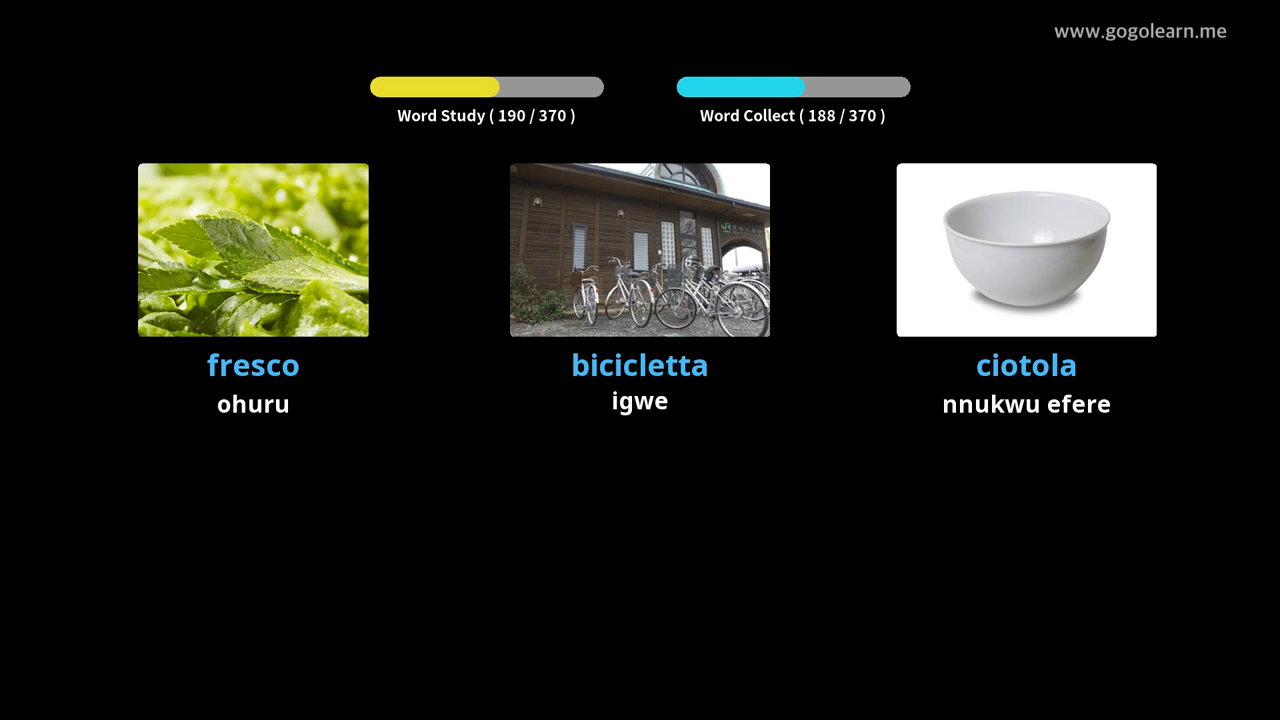 www.gogolearn.me
Word Study ( 190 / 370 )
Word Collect ( 188 / 370 )
fresco
ohuru
bicicletta
igwe
ciotola
nnukwu efere